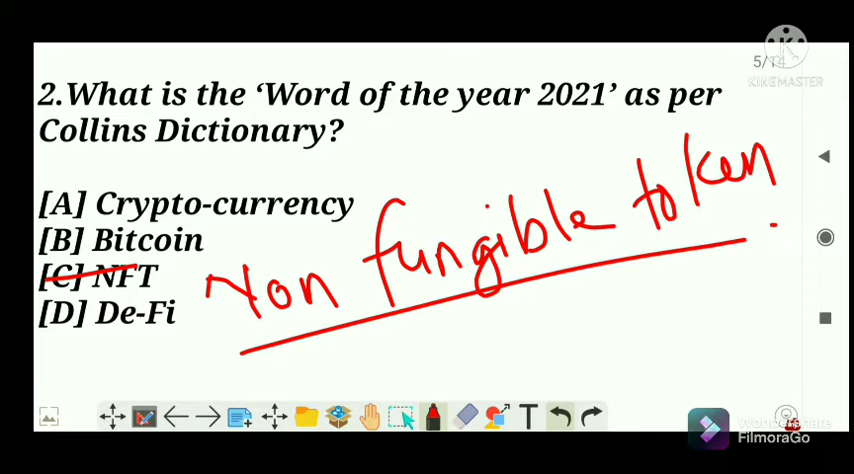 5/14
KINEMASTER
2.What is the ‘Word of the year 2021’ as per
Collins Dictionary?
[A] Crypto-currency
[B] Bitcoin
[C] NFT
[D] De-Fi
Non fungible token
T
Wondershare
FilmoraGo